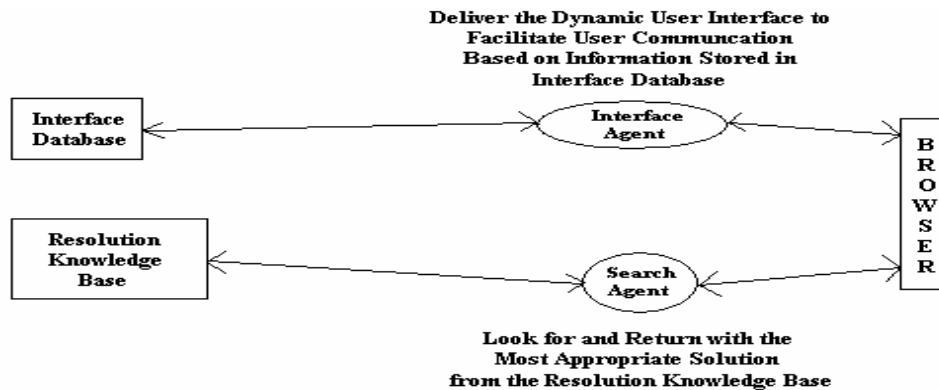 Deliver the Dynamic User Interface to
Facilitate User Communcation
Based on Information Stored in
Interface Database
Interface
Database
Interface
Agent
BROWSER
Resolution
Knowledge
Base
Search
Agent
Look for and Return with the
Most Appropriate Solution
from the Resolution Knowledge Base